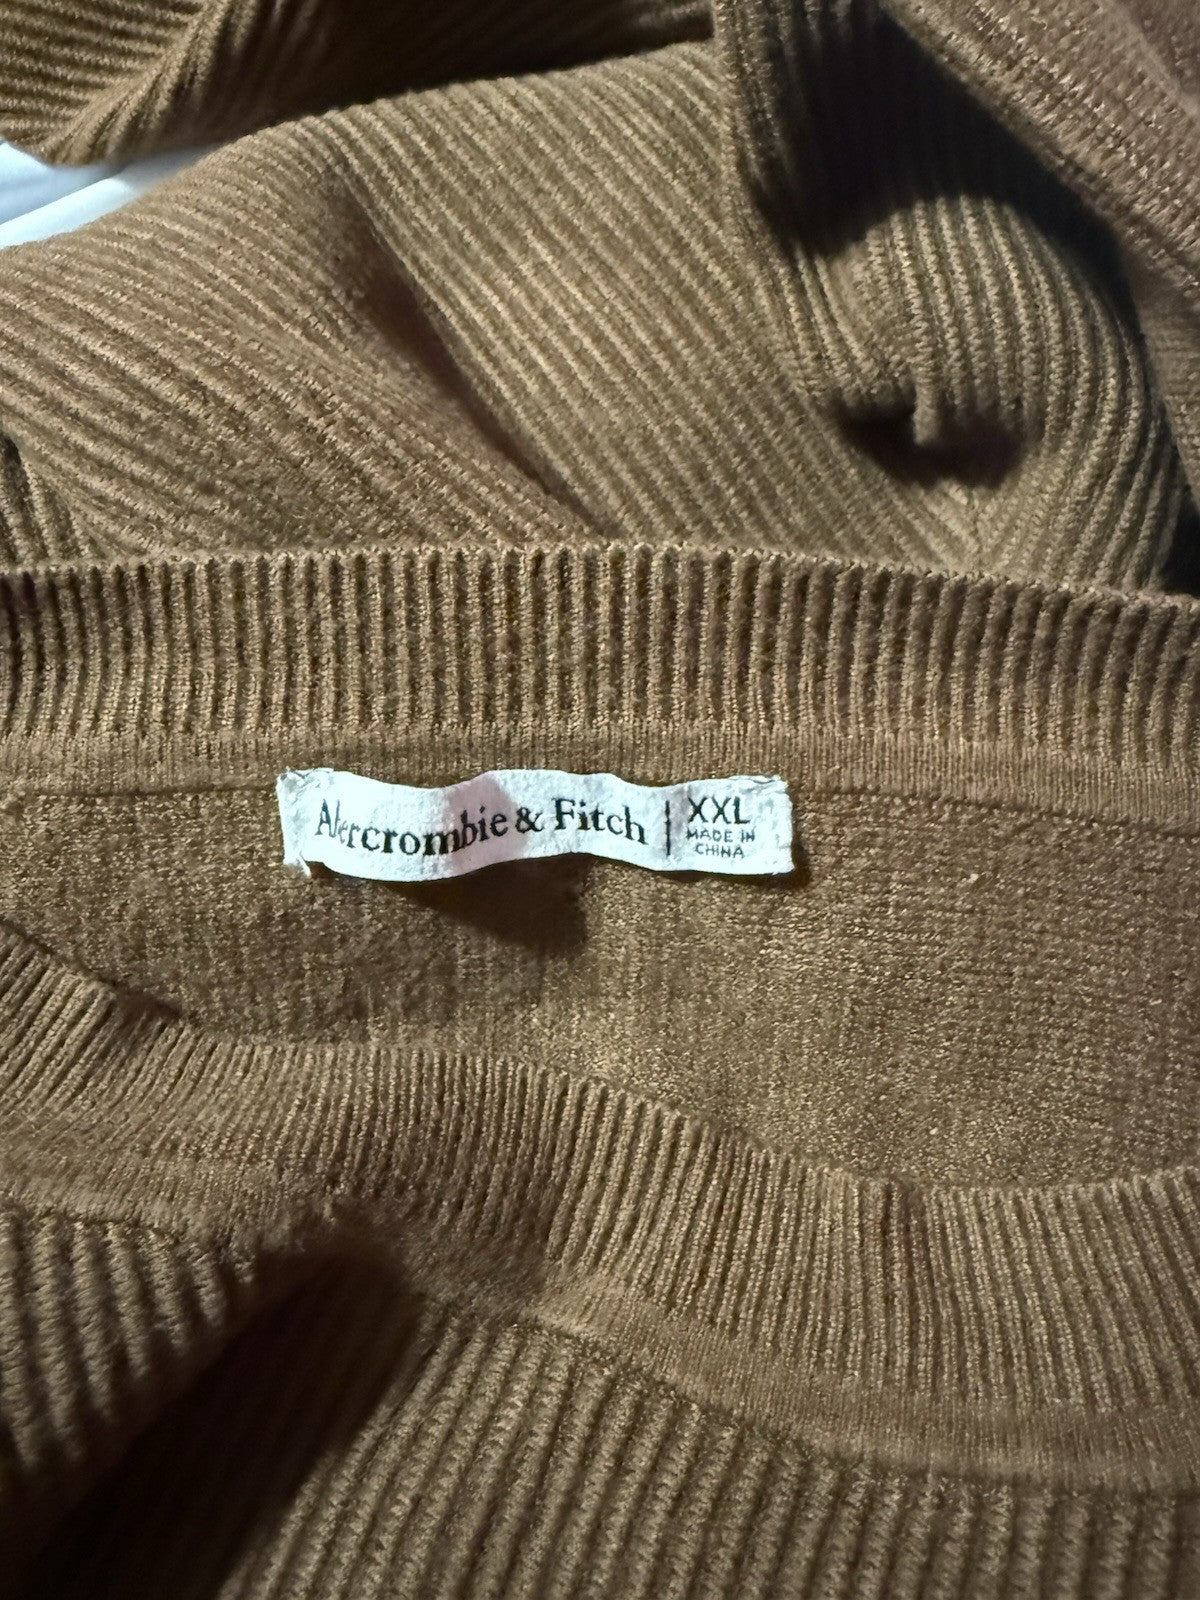 Abercrombie & Fitch | XXL
MADE IN
CHINA